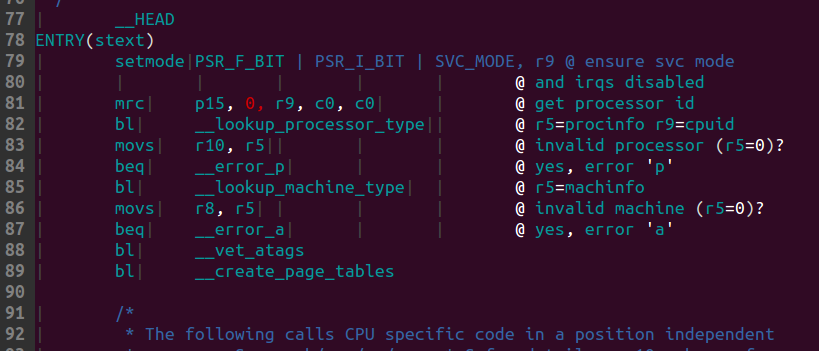 77 __HEAD
78 ENTRY(stext)
79 setmode PSR_F_BIT | PSR_I_BIT | SVC_MODE, r9 @ ensure svc mode
80 @ and irqs disabled
81 mrc p15, 0, r9, c0, c0 @ get processor id
82 bl __lookup_processor_type @ r5=procinfo r9=cpuid
83 movs r10, r5 @ invalid processor (r5=0)?
84 beq __error_p @ yes, error 'p'
85 bl __lookup_machine_type @ r5=machinfo
86 movs r8, r5 @ invalid machine (r5=0)?
87 beq __error_a @ yes, error 'a'
88 bl __vet_atags
89 bl __create_page_tables
90
91 /*
92 * The following calls CPU specific code in a position independent